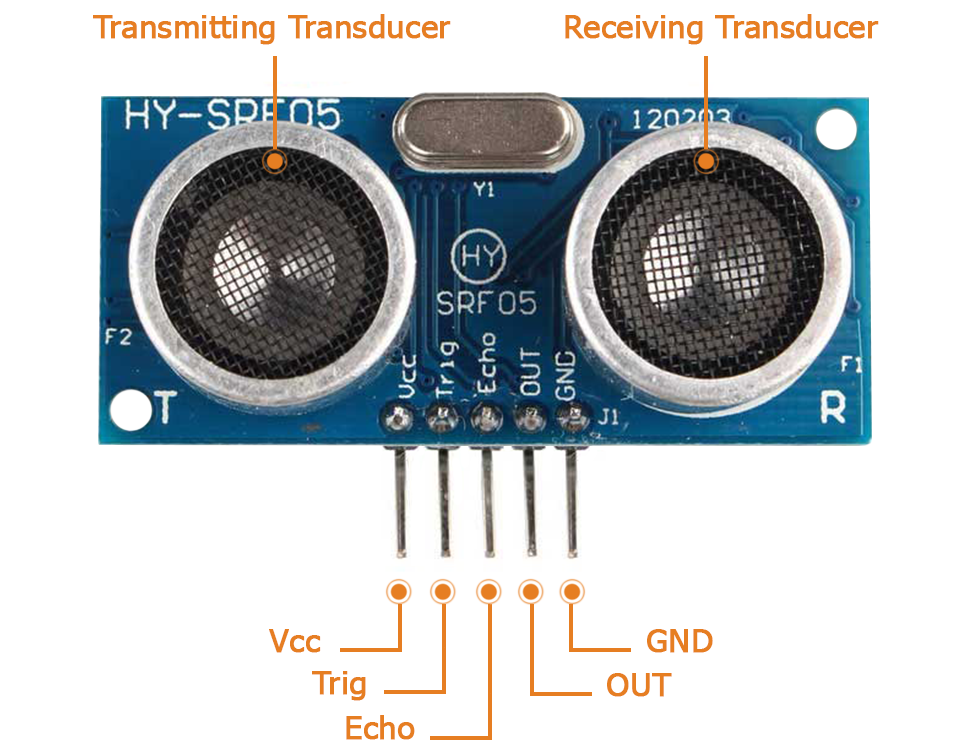 Transmitting Transducer
Receiving Transducer
HY-SRF05
120203
Y1
HY
SRF05
F2
F1
Vcc
Trig
Echo
OUT
GND
T
J1
R
Vcc
GND
Trig
OUT
Echo